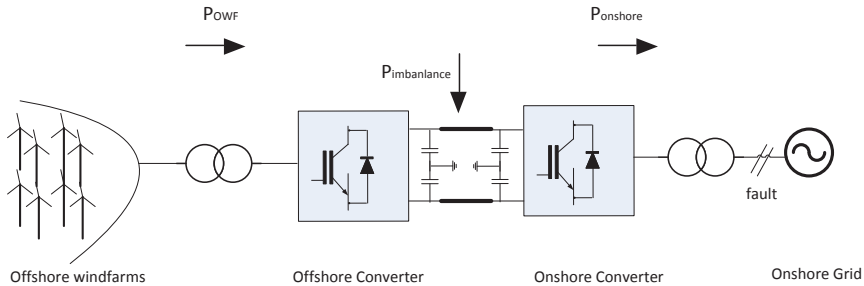 POWF
Ponshore
Pimbanlance
fault
Offshore windfarms
Offshore Converter
Onshore Converter
Onshore Grid